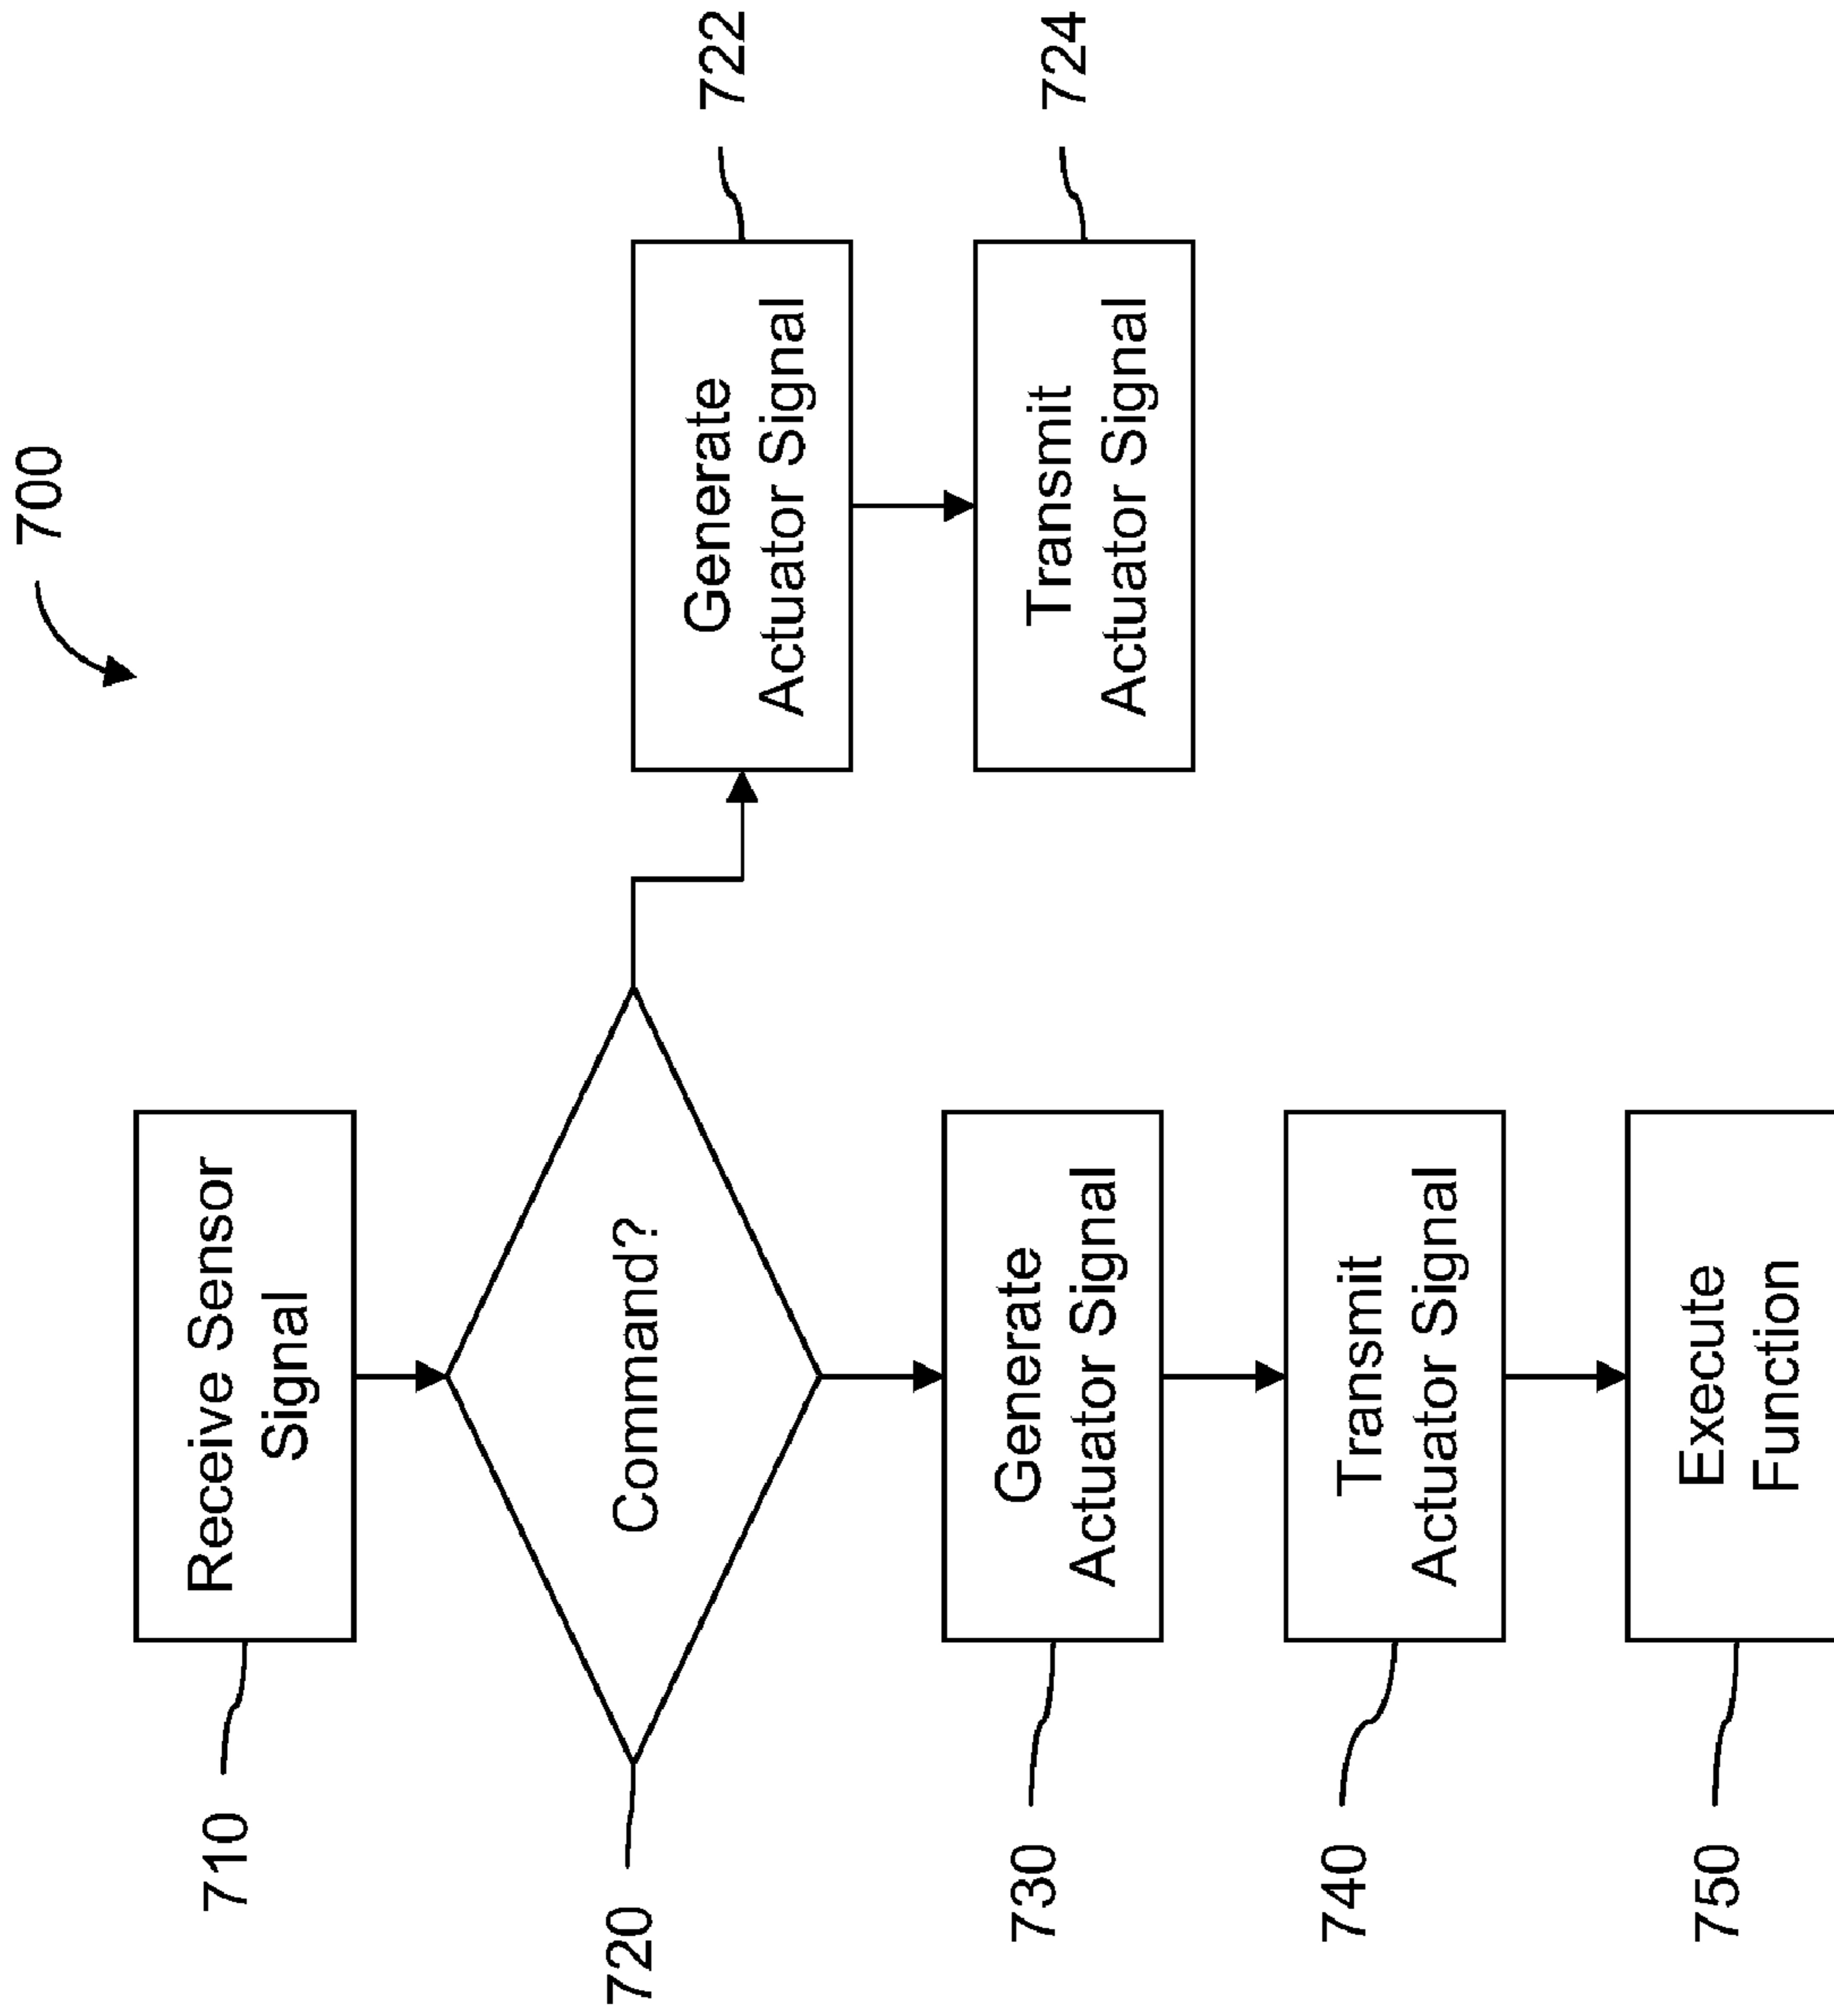 700
710
Receive Sensor
Signal
720
Command?
Generate
Actuator Signal
722
Transmit
Actuator Signal
724
730
Generate
Actuator Signal
740
Transmit
Actuator Signal
750
Execute
Function